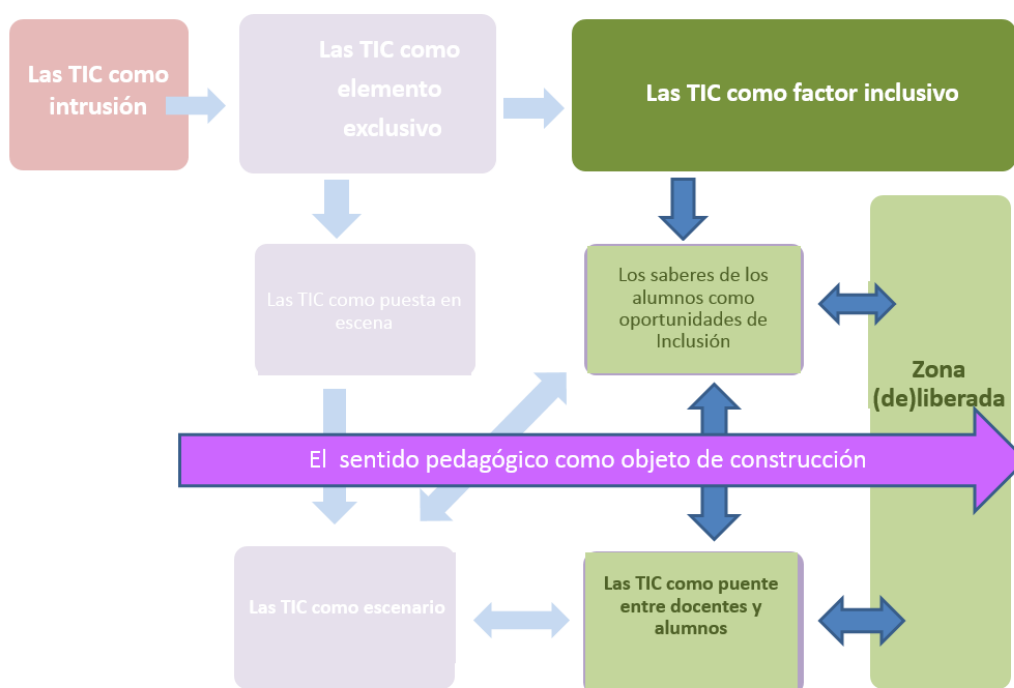 Las TIC como
intrusión
Las TIC como
elemento
exclusivo
Las TIC como factor inclusivo
Las TIC como puesta en
escena
Los saberes de los
alumnos como
oportunidades de
Inclusión
Zona
(de)liberada
El sentido pedagógico como objeto de construcción
Las TIC como escenario
Las TIC como puente
entre docentes y
alumnos